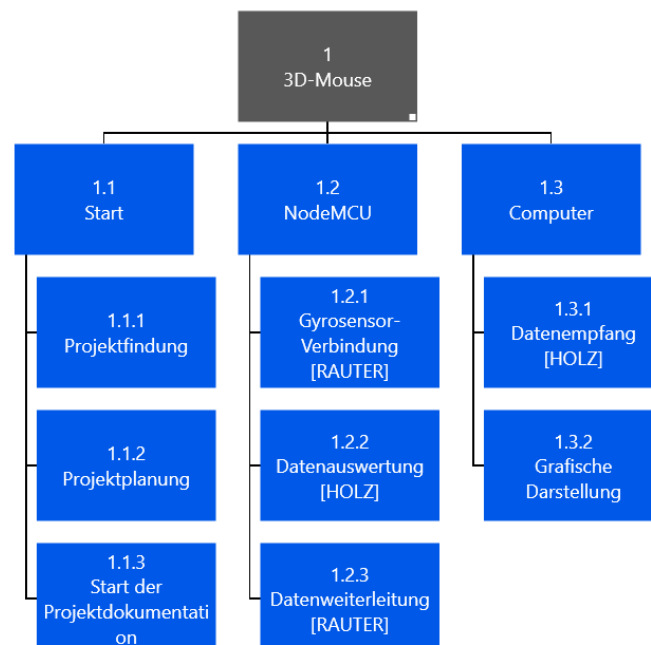 1
3D-Mouse
1.1
Start
1.2
NodeMCU
1.3
Computer
1.1.1
Projektfindung
1.2.1
Gyrosensor-
Verbindung
[RAUTER]
1.3.1
Datenempfang
[HOLZ]
1.1.2
Projektplanung
1.2.2
Datenauswertung
[HOLZ]
1.3.2
Grafische
Darstellung
1.1.3
Start der
Projektdokumentati
on
1.2.3
Datenweiterleitung
[RAUTER]